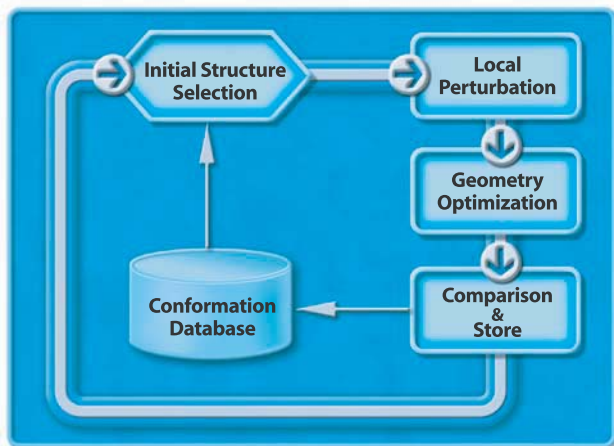 Initial Structure
Selection
Local
Perturbation
Geometry
Optimization
Comparison
&
Store
Conformation
Database